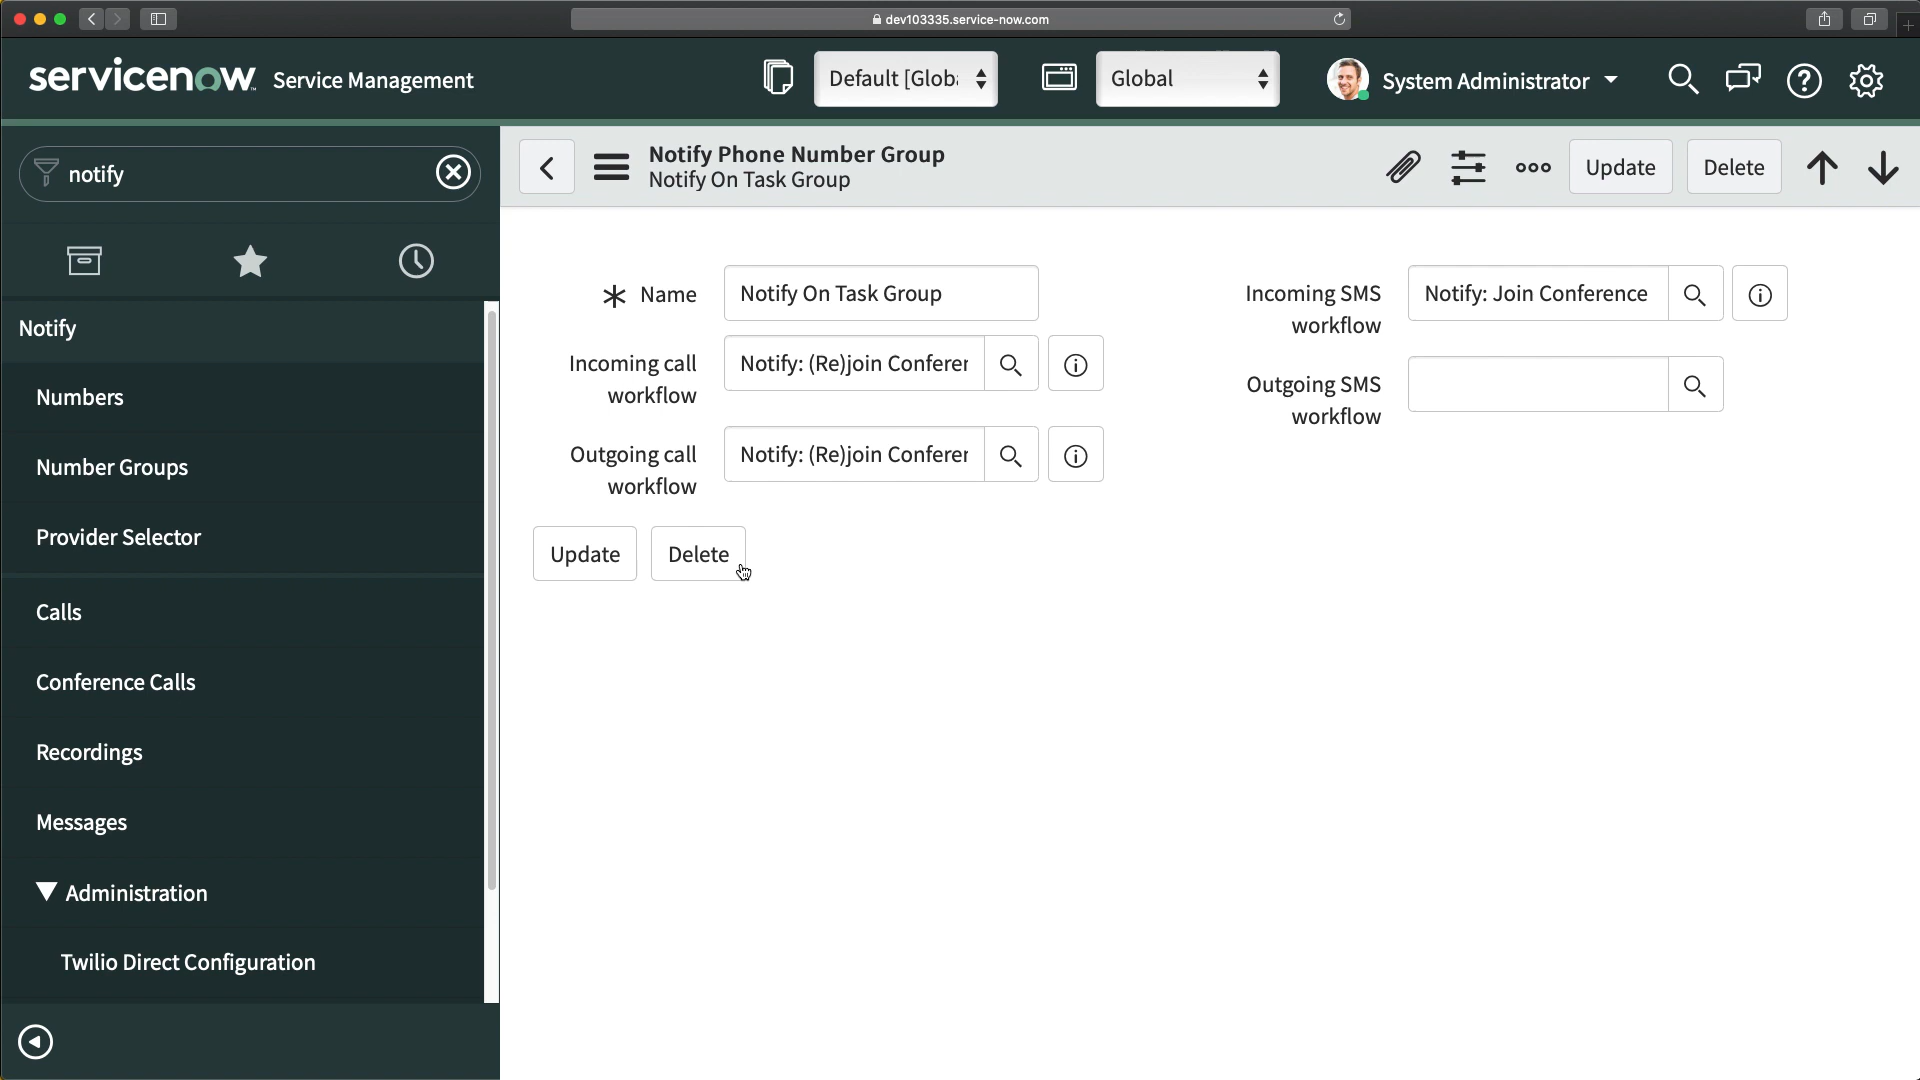 dev103335.service-now.com
servicenow Service Management
Default [Globa
Global
System Administrator
notify
Notify Phone Number Group
Notify On Task Group
Update
Delete
Notify
Numbers
Number Groups
Provider Selector
Calls
Conference Calls
Recordings
Messages
Administration
Twilio Direct Configuration
Name
Notify On Task Group
Incoming call
workflow
Notify: (Re)join Conferen
Outgoing call
workflow
Notify: (Re)join Conferen
Incoming SMS
workflow
Notify: Join Conference
Outgoing SMS
workflow
Update
Delete